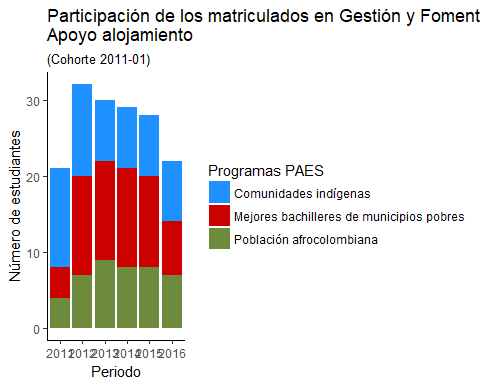 Participación de los matriculados en Gestión y Foment
Apoyo alojamiento
(Cohorte 2011-01)
Número de estudiantes
30
20
10
0
2011 2012 2013 2014 2015 2016
Periodo
Programas PAES
Comunidades indígenas
Mejores bachilleres de municipios pobres
Población afrocolombiana